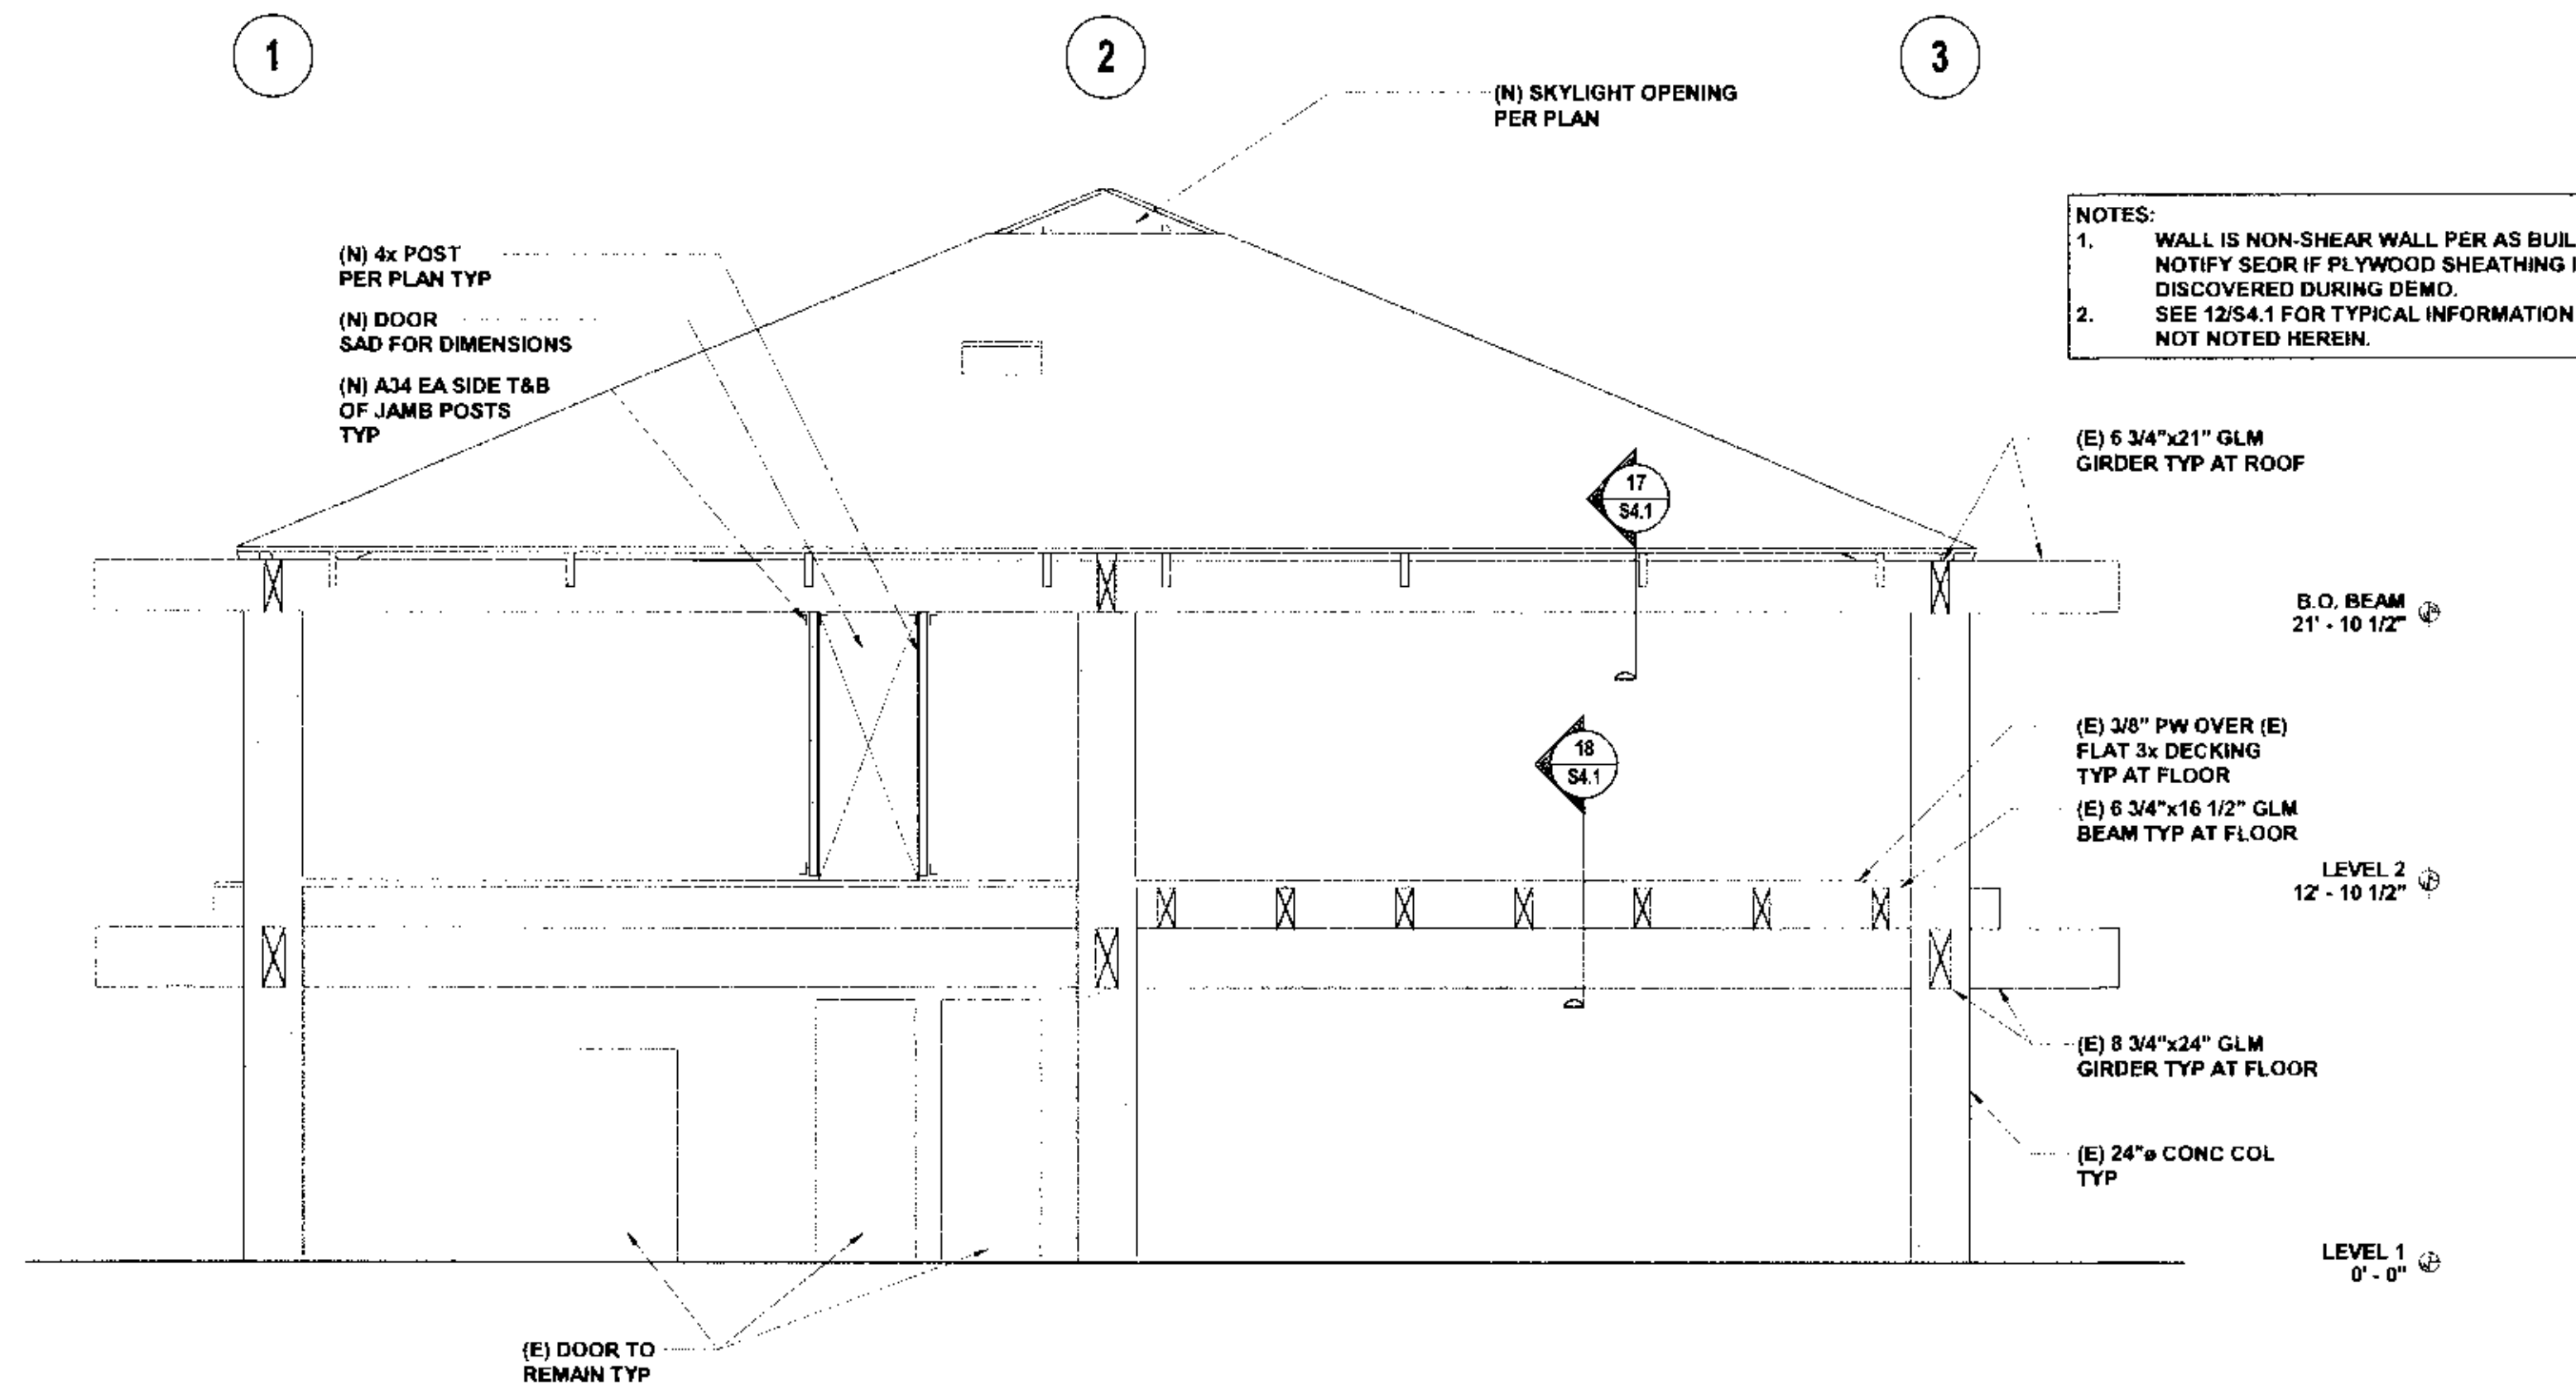 1
2
3
(N) SKYLIGHT OPENING
PER PLAN
(N) 4x POST
PER PLAN TYP
(N) DOOR
SAD FOR DIMENSIONS
(N) A34 EA SIDE T&B
OF JAMB POSTS
TYP
NOTES:
1. WALL IS NON-SHEAR WALL PER AS
NOTIFY SEOR IF PLYWOOD SHEATHING
DISCOVERED DURING DEMO.
2. SEE 12/S4.1 FOR TYPICAL INFORMATION
NOT NOTED HEREIN.
(E) 6 3/4"x21" GLM
GIRDER TYP AT ROOF
17
S4.1
B.O. BEAM
21' - 10 1/2"
18
S4.1
(E) 3/8" PW OVER (E)
FLAT 3x DECKING
TYP AT FLOOR
(E) 6 3/4"x16 1/2" GLM
BEAM TYP AT FLOOR
LEVEL 2
12' - 10 1/2"
(E) 8 3/4"x24" GLM
GIRDER TYP AT FLOOR
(E) 24"ø CONC COL
TYP
LEVEL 1
0' - 0"
(E) DOOR TO
REMAIN TYP